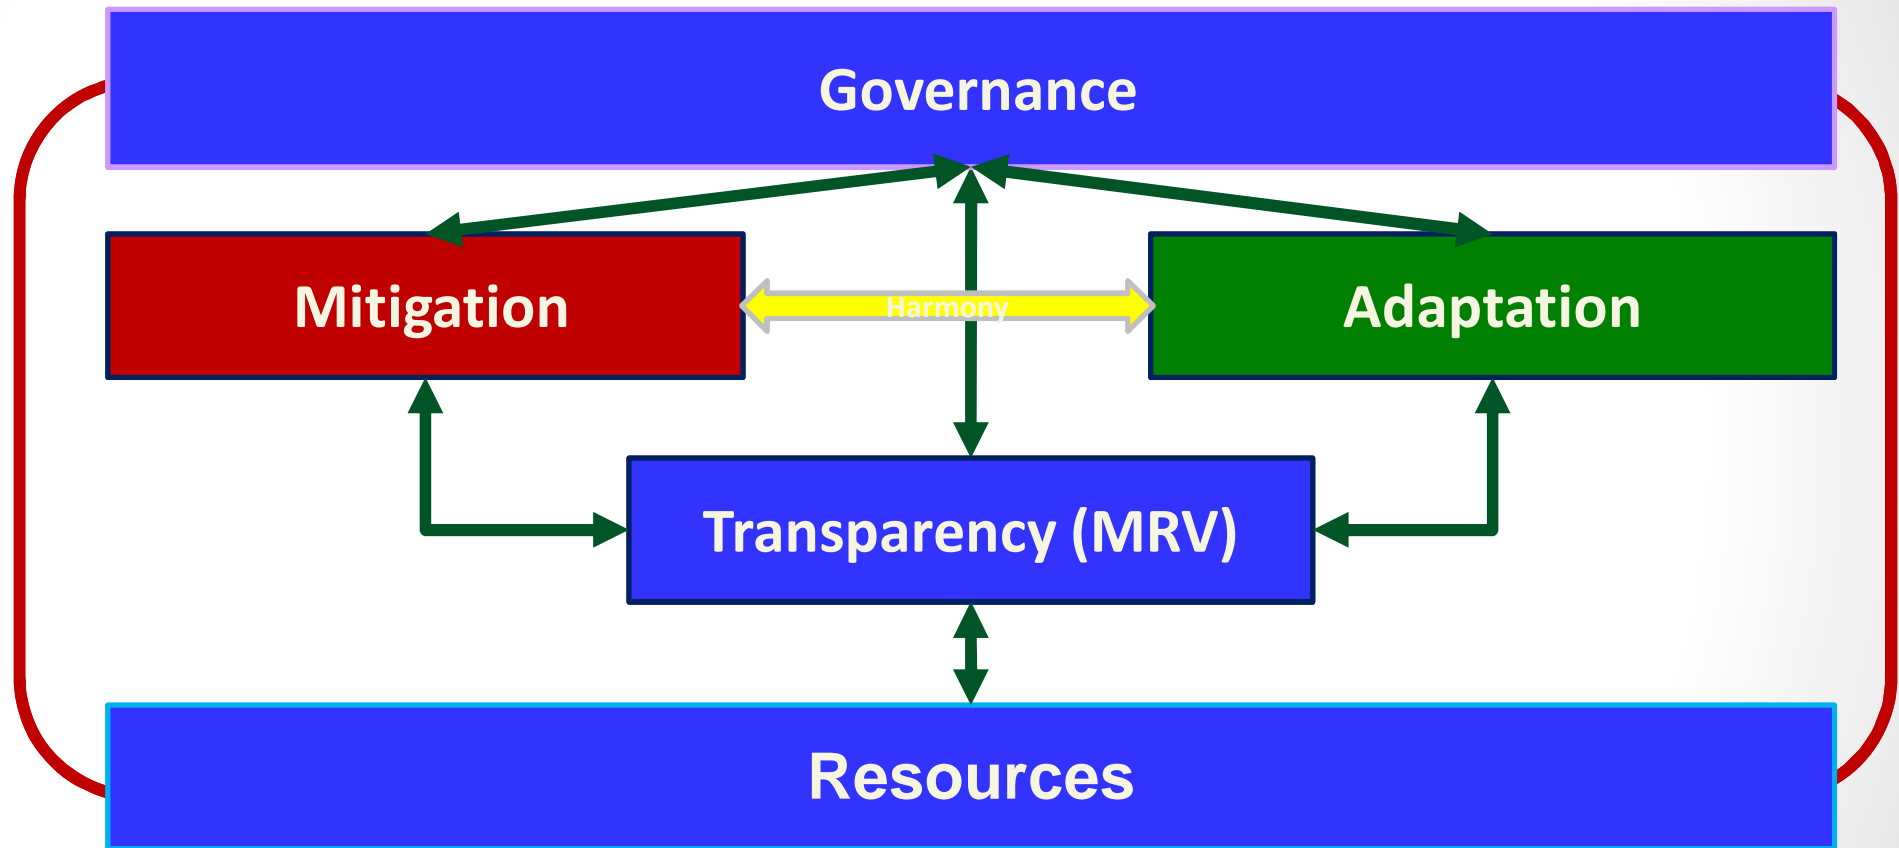 Governance
Mitigation
Harmony
Adaptation
Transparency (MRV)
Resources